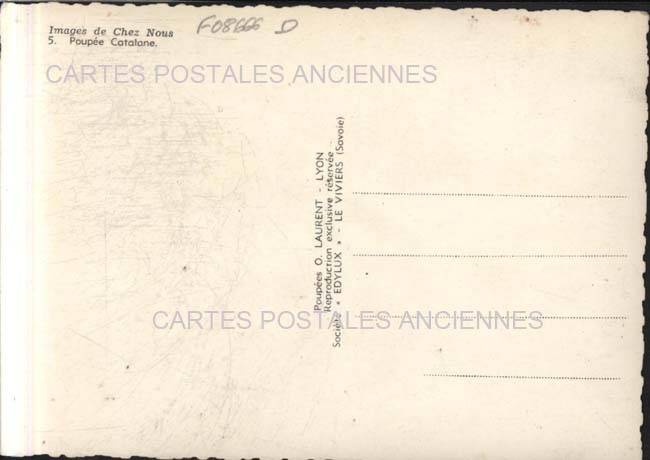 Images de Chez Nous
5. Poupée Catalane.
F08666 D
CARTES POSTALES ANCIENNES
Poupées O. LAURENT - LYON
Reproduction exclusive réservée
Société * EDYLUX * - LE VIVIERS (Savoie)
CARTES POSTALES ANCIENNES